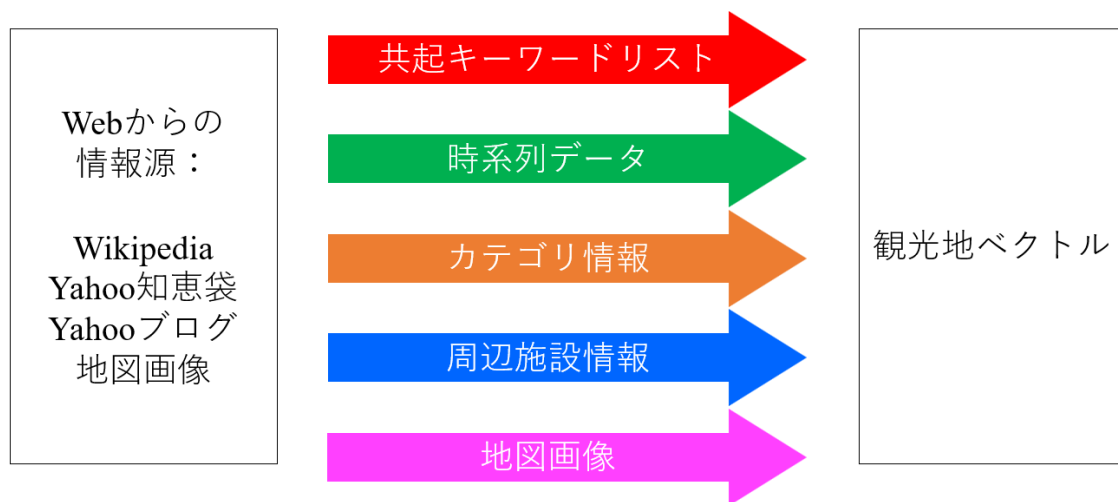 Webからの
情報源：
Wikipedia
Yahoo知恵袋
Yahooブログ
地図画像
共起キーワードリスト
時系列データ
カテゴリ情報
周辺施設情報
地図画像
観光地ベクトル